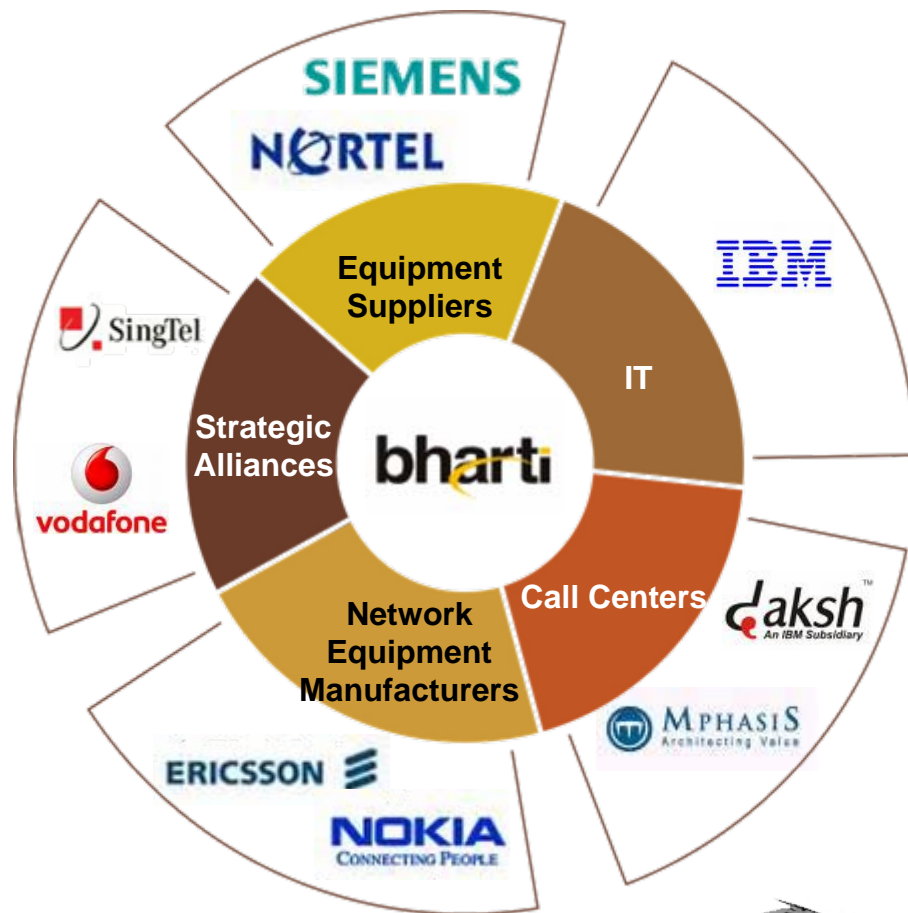 SIEMENS
NORTEL
Equipment
Suppliers
IBM
IT
SingTel
Strategic
Alliances
bharti
vodafone
Call Centers
daksh™
An IBM Subsidiary
Network
Equipment
Manufacturers
MPHASIS
Architecting Value
ERICSSON
NOKIA
CONNECTING PEOPLE